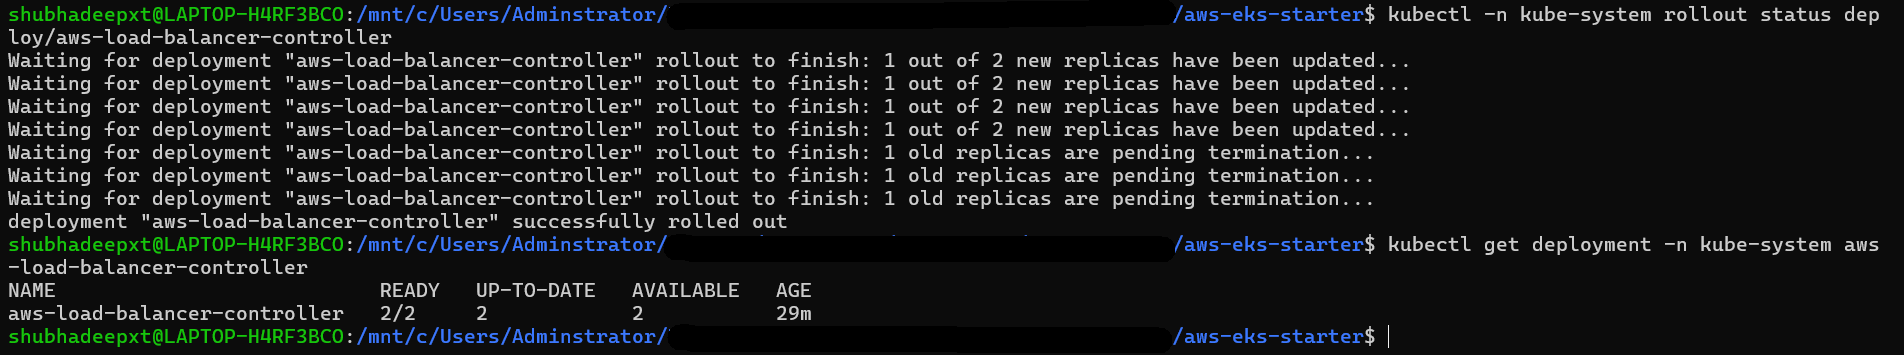 shubhadeepxt@LAPTOP-H4RF3BCO:/mnt/c/Users/Adminstrator/ /aws-eks-starter$ kubectl -n kube-system rollout status dep
loy/aws-load-balancer-controller
Waiting for deployment "aws-load-balancer-controller" rollout to finish: 1 out of 2 new replicas have been updated...
Waiting for deployment "aws-load-balancer-controller" rollout to finish: 1 out of 2 new replicas have been updated...
Waiting for deployment "aws-load-balancer-controller" rollout to finish: 1 out of 2 new replicas have been updated...
Waiting for deployment "aws-load-balancer-controller" rollout to finish: 1 out of 2 new replicas have been updated...
Waiting for deployment "aws-load-balancer-controller" rollout to finish: 1 old replicas are pending termination...
Waiting for deployment "aws-load-balancer-controller" rollout to finish: 1 old replicas are pending termination...
Waiting for deployment "aws-load-balancer-controller" rollout to finish: 1 old replicas are pending termination...
deployment "aws-load-balancer-controller" successfully rolled out
shubhadeepxt@LAPTOP-H4RF3BCO:/mnt/c/Users/Adminstrator/ /aws-eks-starter$ kubectl get deployment -n kube-system aws
-load-balancer-controller
NAME READY UP-TO-DATE AVAILABLE AGE
aws-load-balancer-controller 2/2 2 2 29m
shubhadeepxt@LAPTOP-H4RF3BCO:/mnt/c/Users/Adminstrator/ /aws-eks-starter$